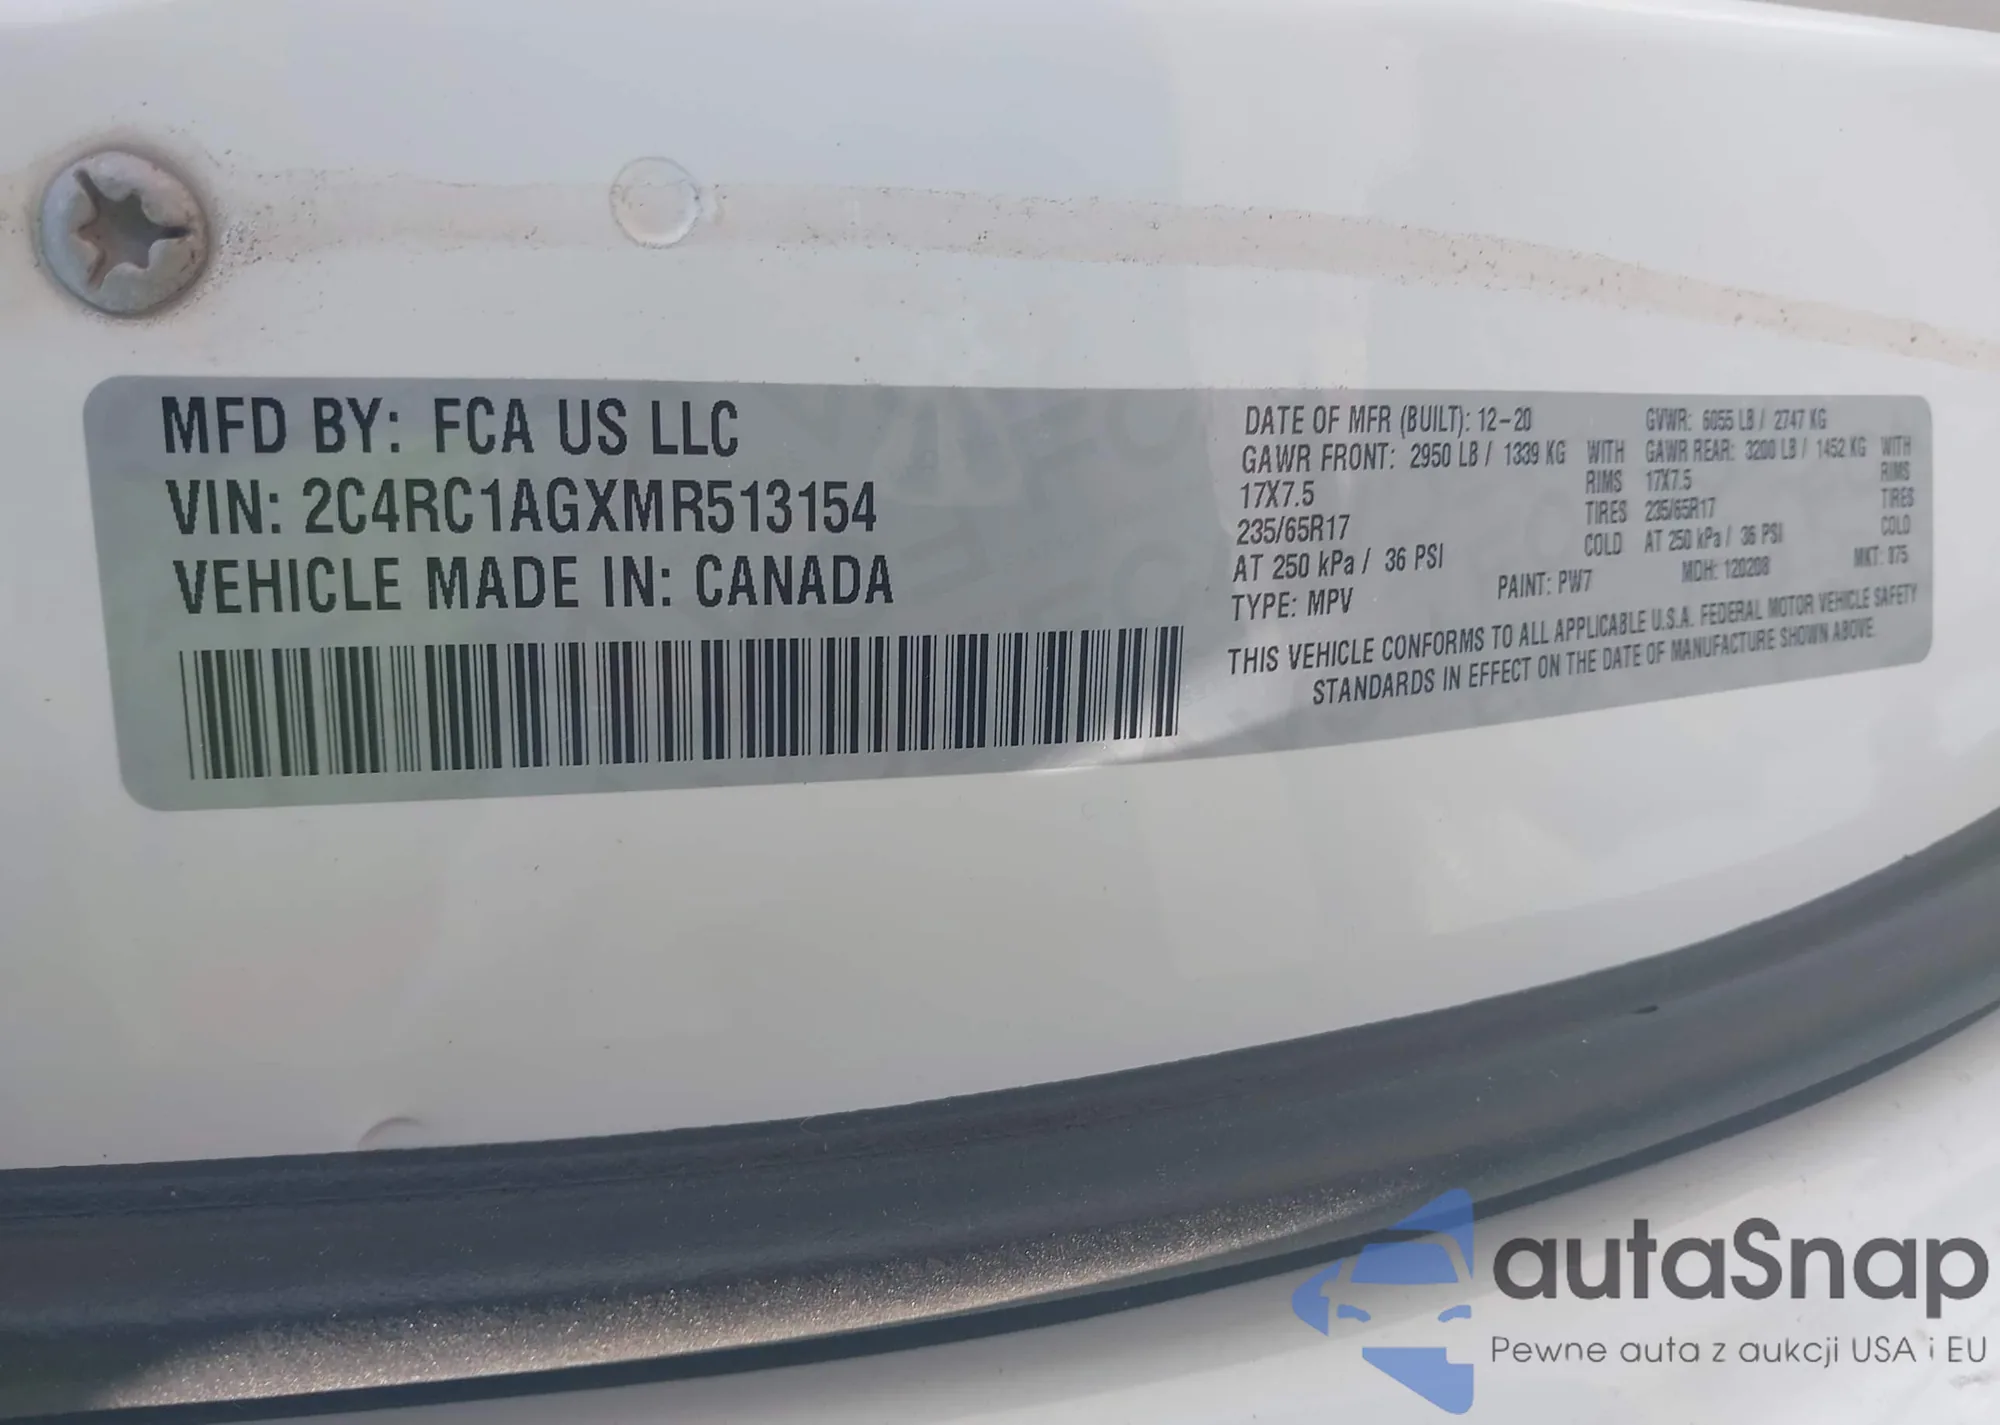 MFD BY: FCA US LLC
VIN: 2C4RC1AGXMR513154
VEHICLE MADE IN: CANADA
DATE OF MFR (BUILT): 12-20 GVWR: 6055 LB / 2747 KG
GAWR FRONT: 2950 LB / 1339 KG WITH GAWR REAR: 3200 LB / 1452 KG WITH
17X7.5 RIMS 17X7.5 RIMS
235/65R17 TIRES 235/65R17 TIRES
AT 250 kPa / 36 PSI COLD AT 250 kPa / 36 PSI COLD
TYPE: MPV PAINT: PW7 MDH: 120208 MKT:
THIS VEHICLE CONFORMS TO ALL APPLICABLE U.S.A. FEDERAL MOTOR VEHICLE SAFETY
STANDARDS IN EFFECT ON THE DATE OF MANUFACTURE SHOWN ABOVE.
autaSnap
Pewne auta z aukcji USA i EU